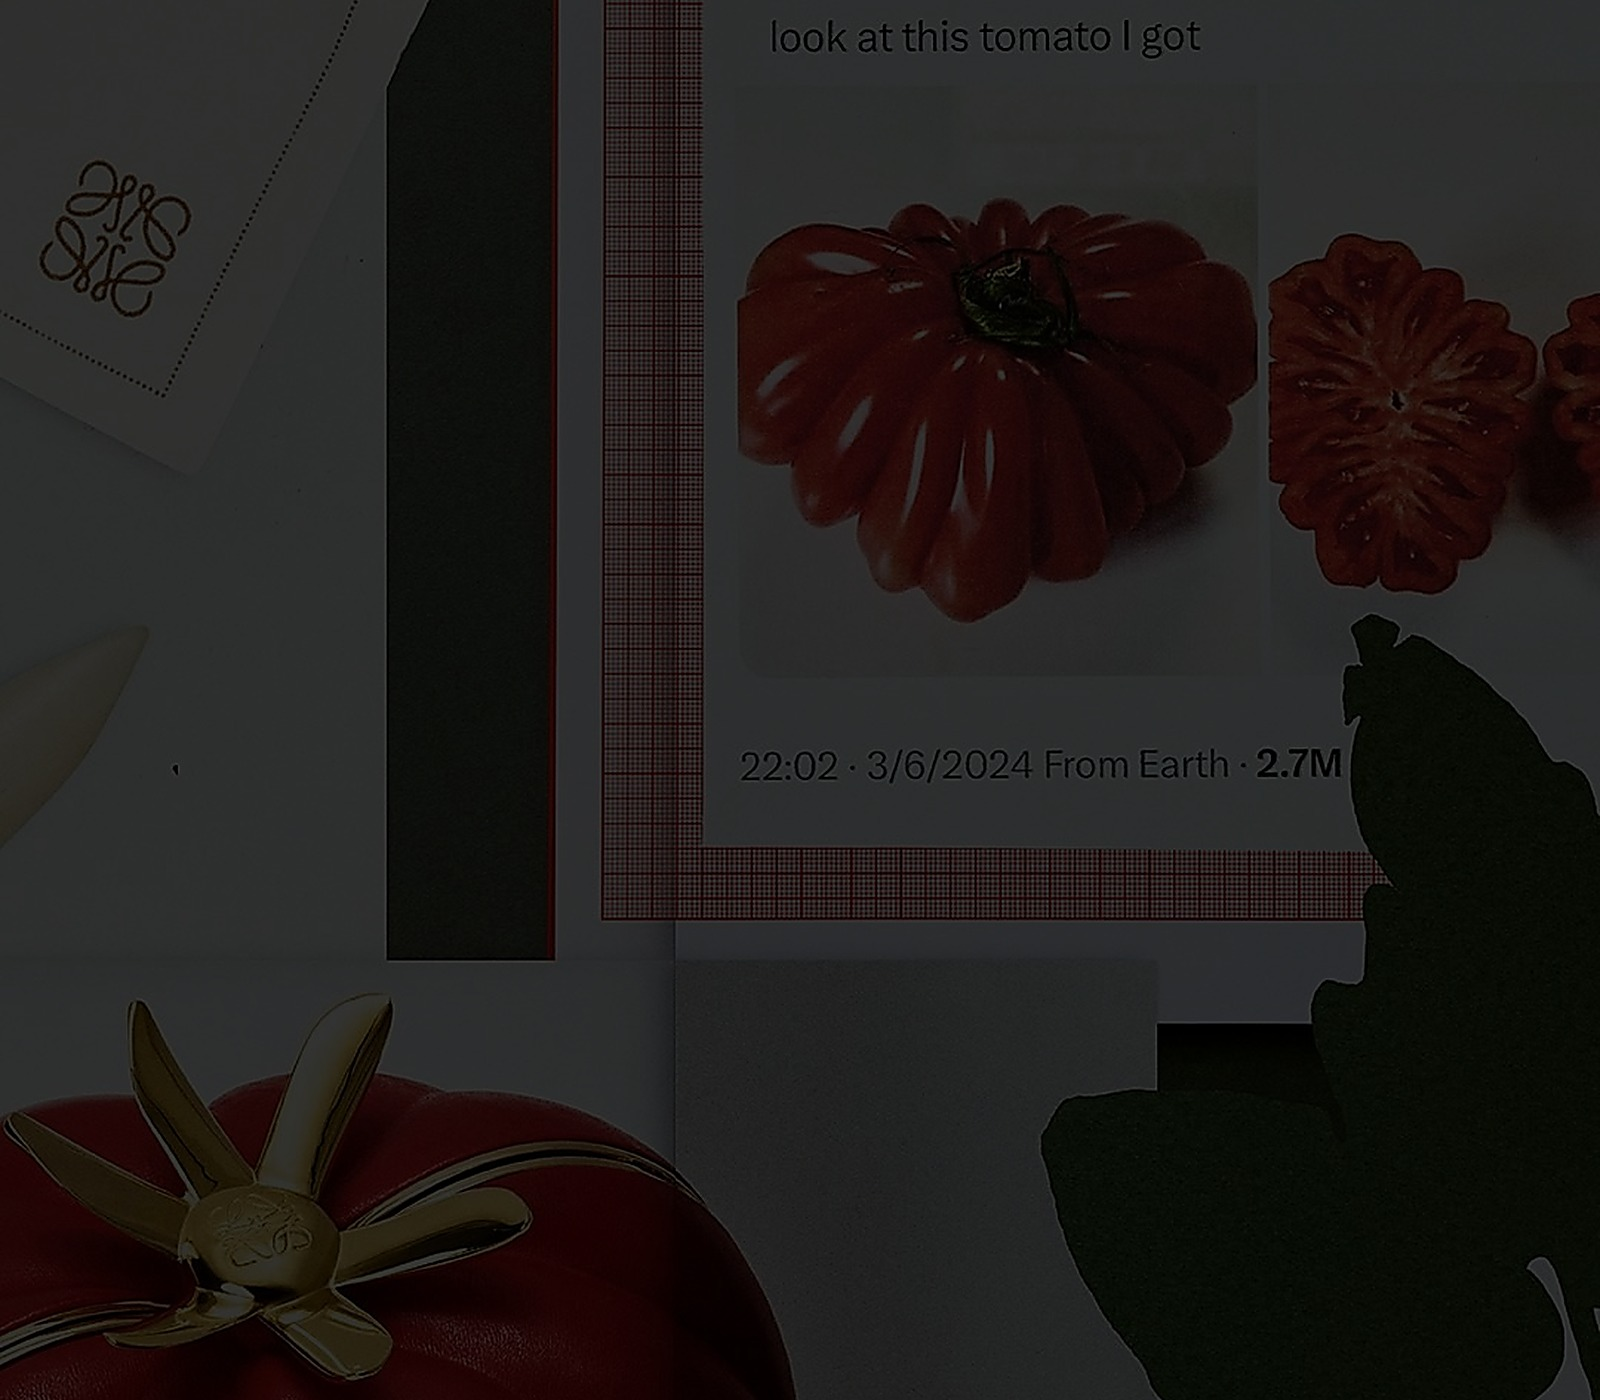 look at this tomato I got
22:02 · 3/6/2024 From Earth · 2.7M